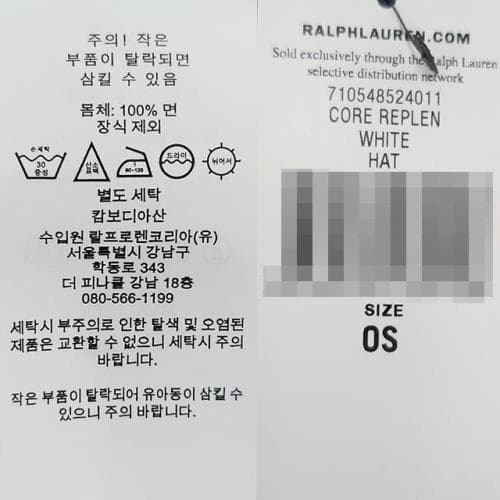 주의! 작은
부품이 탈락되면
삼킬 수 있음
몸체: 100% 면
장식 제외
손세탁
30
중성
산소
표백
1
80-120
드라이
뉘어서
별도 세탁
캄보디아산
수입원 랄프로렌코리아(유)
서울특별시 강남구
학동로 343
더 피나클 강남 18층
080-566-1199
세탁시 부주의로 인한 탈색 및 오염된
제품은 교환할 수 없으니 세탁시 주의
바랍니다.
작은 부품이 탈락되어 유아동이 삼킬 수
있으니 주의 바랍니다.
RALPHLAUREN.COM
Sold exclusively through the Ralph Lauren
selective distribution network
710548524011
CORE REPLEN
WHITE
HAT
SIZE
OS